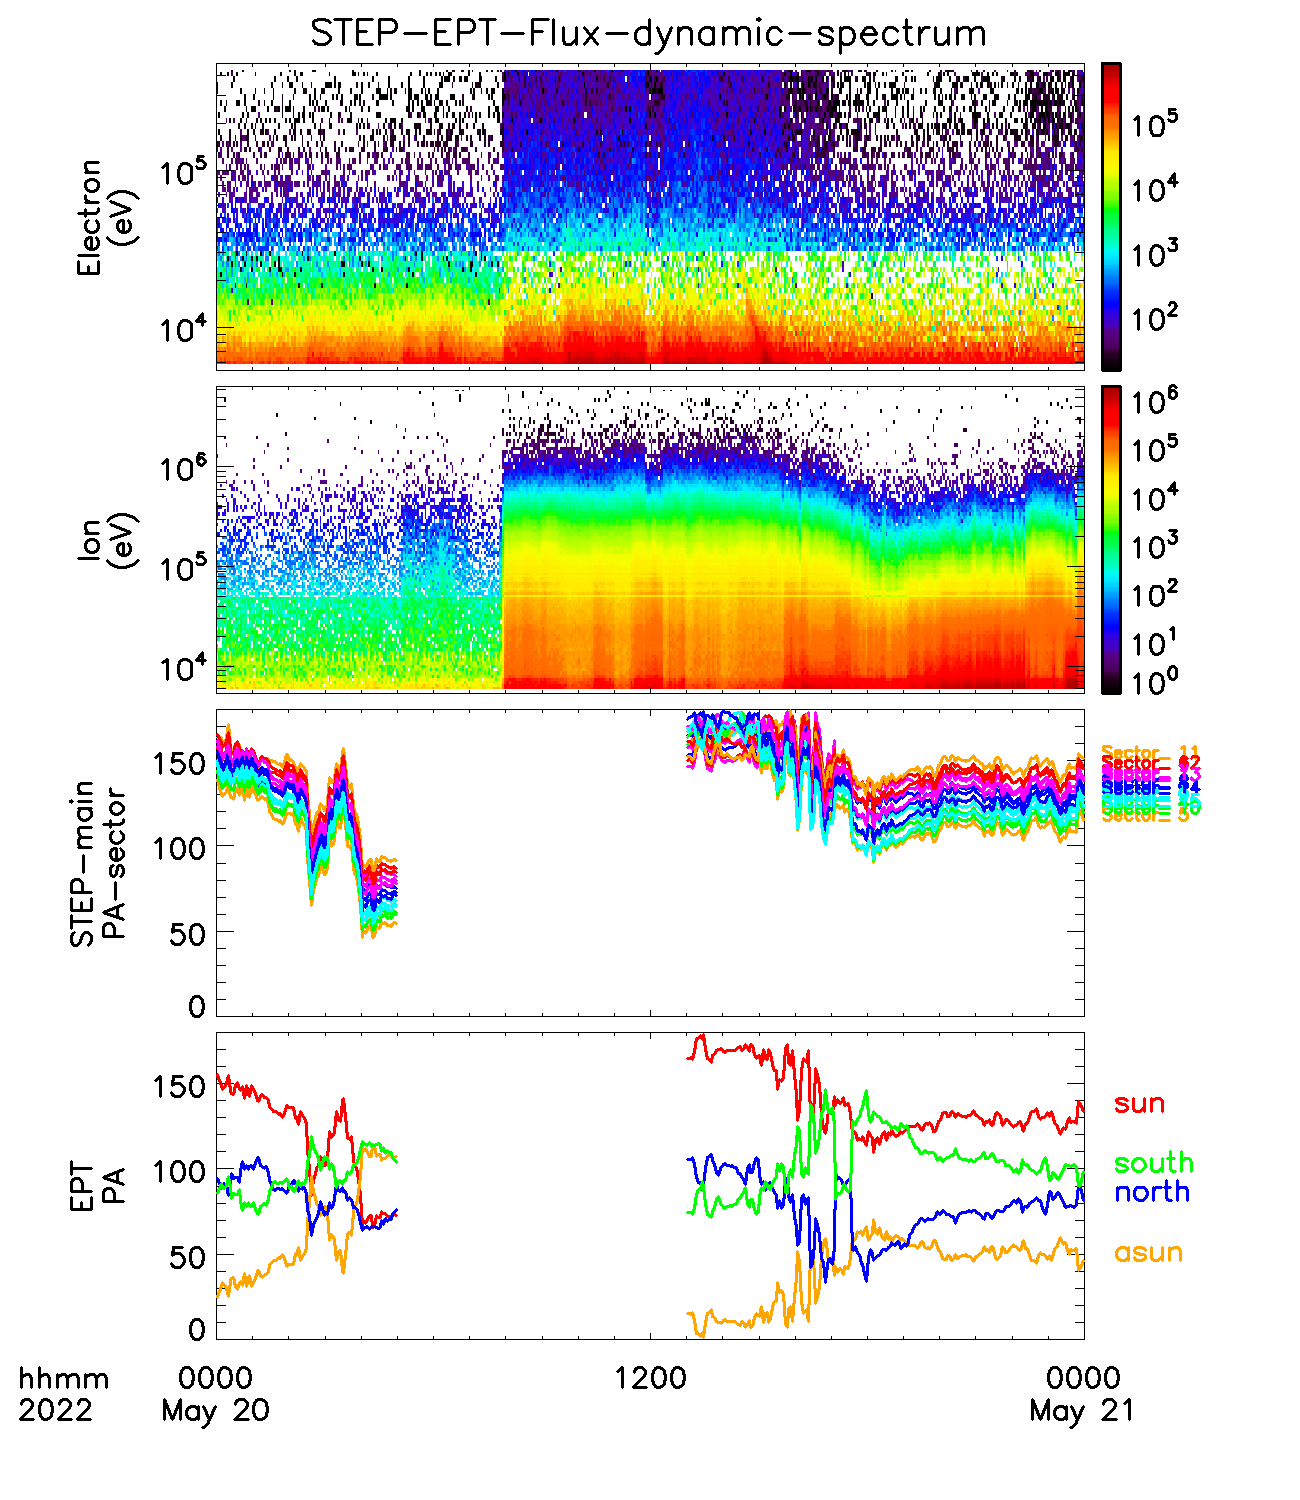 STEP-EPT-Flux-dynamic-spectrum
Electron
(eV)
10⁵
10⁴
10⁵
10⁴
10³
10²
Ion
(eV)
10⁶
10⁵
10⁴
10⁶
10⁵
10⁴
10³
10²
10¹
10⁰
STEP-main
PA-sector
150
100
50
0
Sector_ 11
Sector_
EPT
PA
150
100
50
0
sun
south
north
asun
hhmm
2022
0000
May 20
1200
0000
May 21